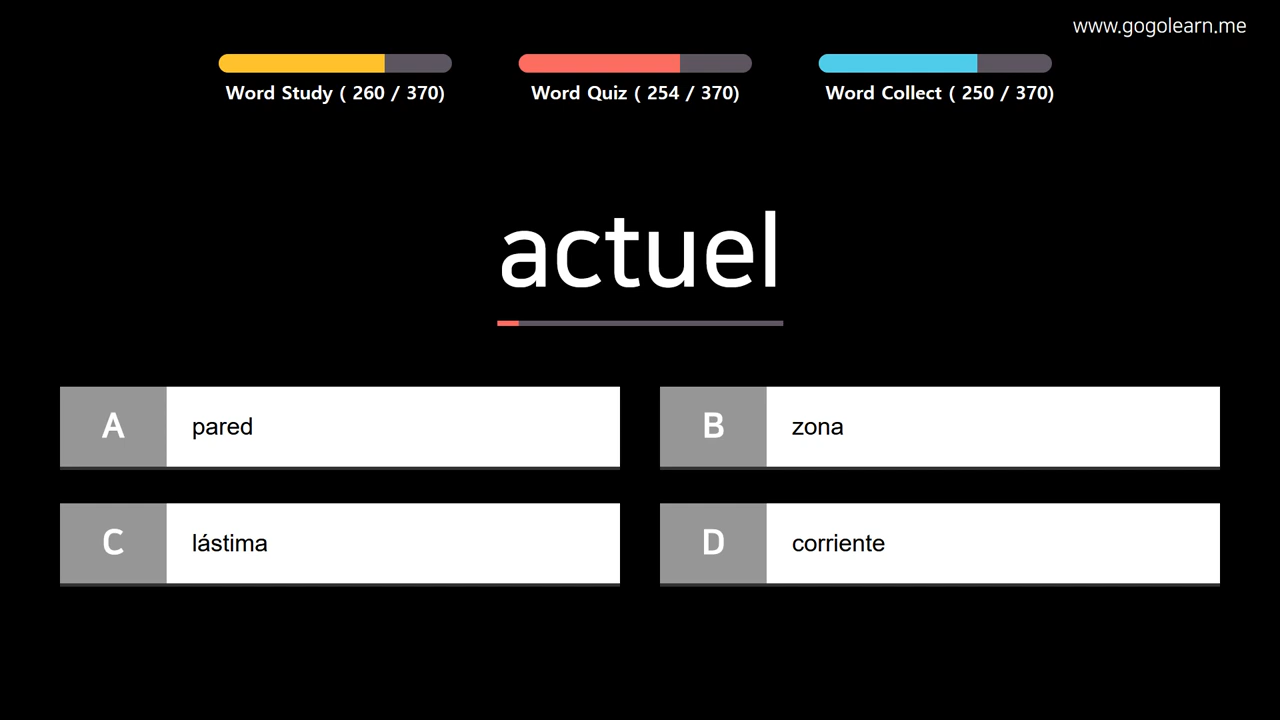 www.gogolearn.me
Word Study ( 260 / 370)
Word Quiz ( 254 / 370)
Word Collect ( 250 / 370)
actuel
A pared
B zona
C lástima
D corriente